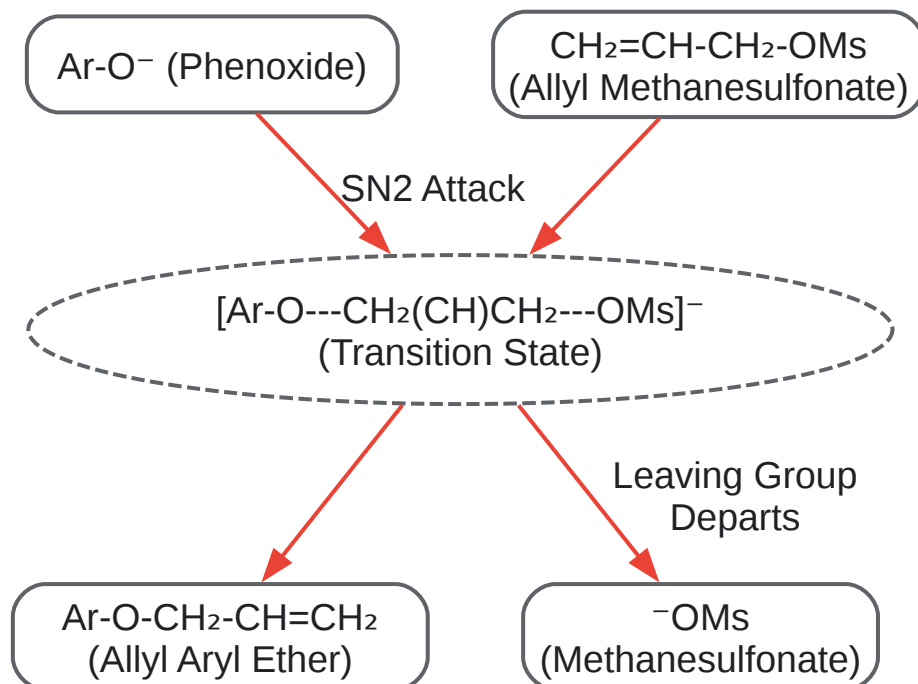 Ar-O⁻ (Phenoxide)
CH₂=CH-CH₂-OMs
(Allyl Methanesulfonate)
SN2 Attack
[Ar-O---CH₂(CH)CH₂---OMs]⁻
(Transition State)
Leaving Group
Departs
Ar-O-CH₂-CH=CH₂
(Allyl Aryl Ether)
⁻OMs
(Methanesulfonate)